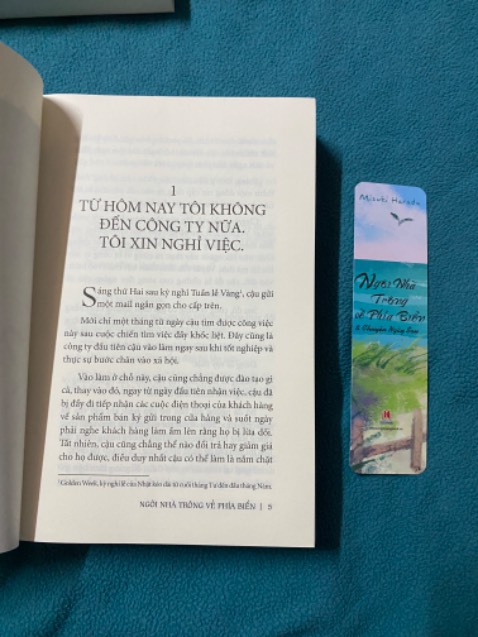 1
TỪ HÔM NAY TÔI KHÔNG
ĐẾN CÔNG TY NỮA.
TÔI XIN NGHỈ VIỆC.
Sáng thứ Hai sau kỳ nghỉ Tuần lễ Vàng¹, cậu gửi
một mail ngắn gọn cho cấp trên.
Mới chỉ một tháng từ ngày cậu tìm được công việc
này sau cuộc chiến tìm việc đầy khốc liệt. Đây cũng là
công ty đầu tiên cậu vào làm ngay sau khi tốt nghiệp và
thực sự bước chân vào xã hội.
Vào làm ở chỗ này, cậu cũng chẳng được đào tạo gì
cả, thay vào đó, ngay từ ngày đầu tiên nhận việc, cậu đã
bị đẩy đi tiếp nhận các cuộc điện thoại của khách hàng
về sản phẩm bán ký gửi trong cửa hàng và suốt ngày
phải nghe khách hàng làm ầm lên rằng họ bị lừa dối.
Tất nhiên, cậu cũng chẳng thể nào đổi trả hay giảm giá
cho họ được, điều duy nhất cậu có thể làm là nắm chặt
¹ Golden Week, kỳ nghỉ lễ của Nhật kéo dài từ cuối tháng Tư đến đầu tháng Năm.
NGÔI NHÀ TRÔNG VỀ PHÍA BIỂN | 5
Mizuki Harada
Ngôi Nhà
Trông
về Phía Biển